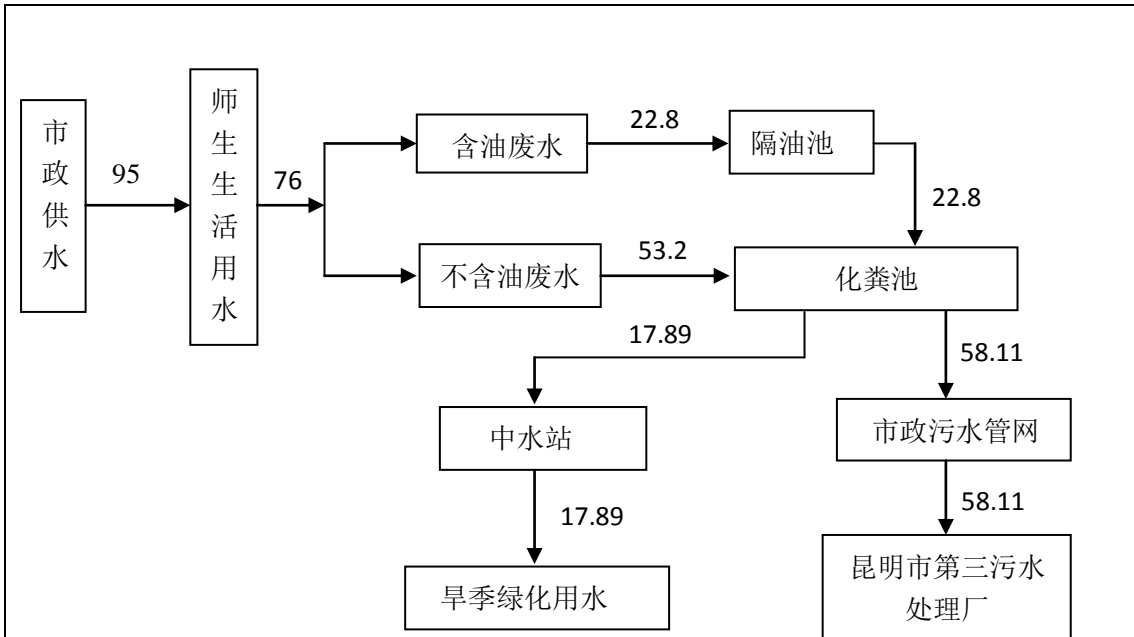 市政供水
95
师生生活用水
76
含油废水
22.8
隔油池
22.8
不含油废水
53.2
化粪池
17.89
58.11
中水站
市政污水管网
17.89
58.11
旱季绿化用水
昆明市第三污水
处理厂